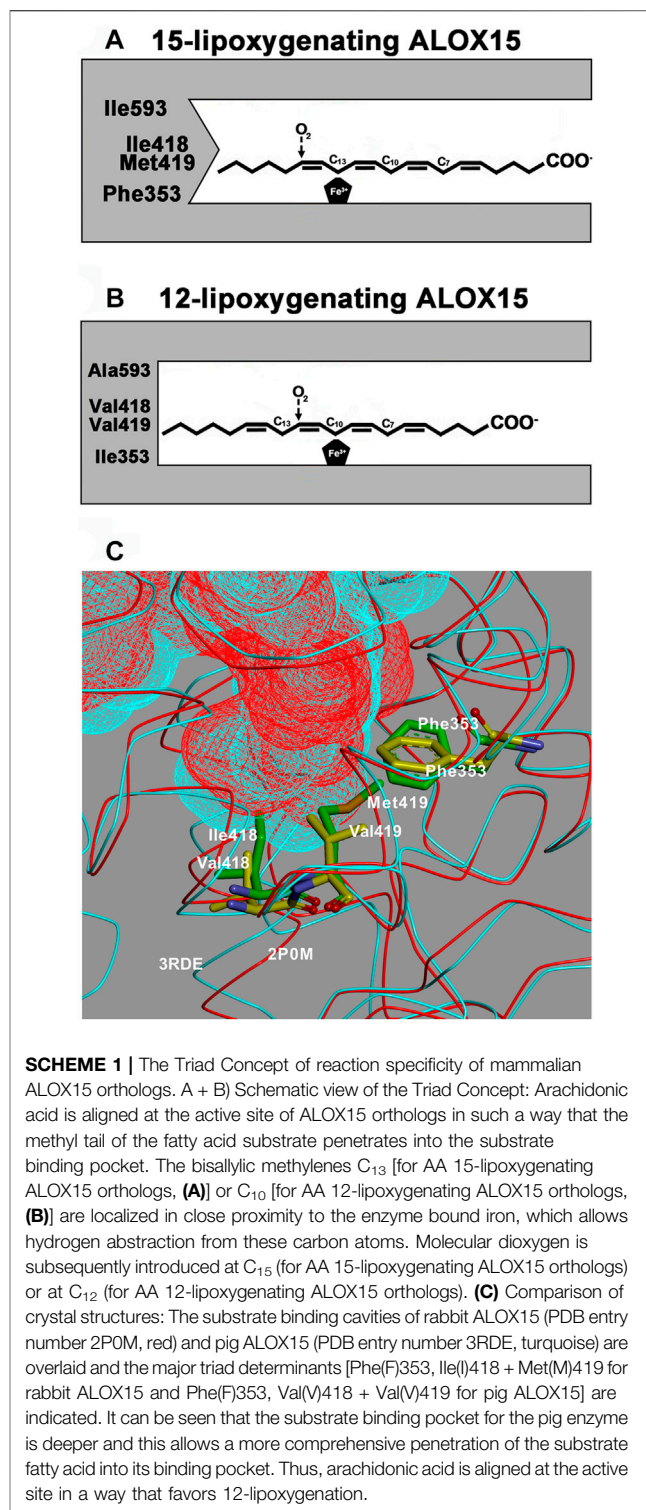 A 15-lipoxygenating ALOX15
Ile593
O2
Ile418
Met419
C13 C10 C7 COO-
Phe353
Fe3+
B 12-lipoxygenating ALOX15
Ala593
O2
Val418
Val419
C13 C10 C7 COO-
Ile353
Fe3+
C
Phe353
Phe353
Met419
Ile418 Val419
Val418
3RDE 2P0M
SCHEME 1 | The Triad Concept of reaction specificity of mammalian
ALOX15 orthologs. A + B) Schematic view of the Triad Concept: Arachidonic
acid is aligned at the active site of ALOX15 orthologs in such a way that the
methyl tail of the fatty acid substrate penetrates into the substrate
binding pocket. The bisallylic methylenes C13 [for AA 15-lipoxygenating
ALOX15 orthologs, (A)] or C10 [for AA 12-lipoxygenating ALOX15 orthologs,
(B)] are localized in close proximity to the enzyme bound iron, which allows
hydrogen abstraction from these carbon atoms. Molecular dioxygen is
subsequently introduced at C15 (for AA 15-lipoxygenating ALOX15 orthologs)
or at C12 (for AA 12-lipoxygenating ALOX15 orthologs). (C) Comparison of
crystal structures: The substrate binding cavities of rabbit ALOX15 (PDB entry
number 2P0M, red) and pig ALOX15 (PDB entry number 3RDE, turquoise) are
overlaid and the major triad determinants [Phe(F)353, Ile(I)418 + Met(M)419 for
rabbit ALOX15 and Phe(F)353, Val(V)418 + Val(V)419 for pig ALOX15] are
indicated. It can be seen that the substrate binding pocket for the pig enzyme
is deeper and this allows a more comprehensive penetration of the substrate
fatty acid into its binding pocket. Thus, arachidonic acid is aligned at the active
site in a way that favors 12-lipoxygenation.